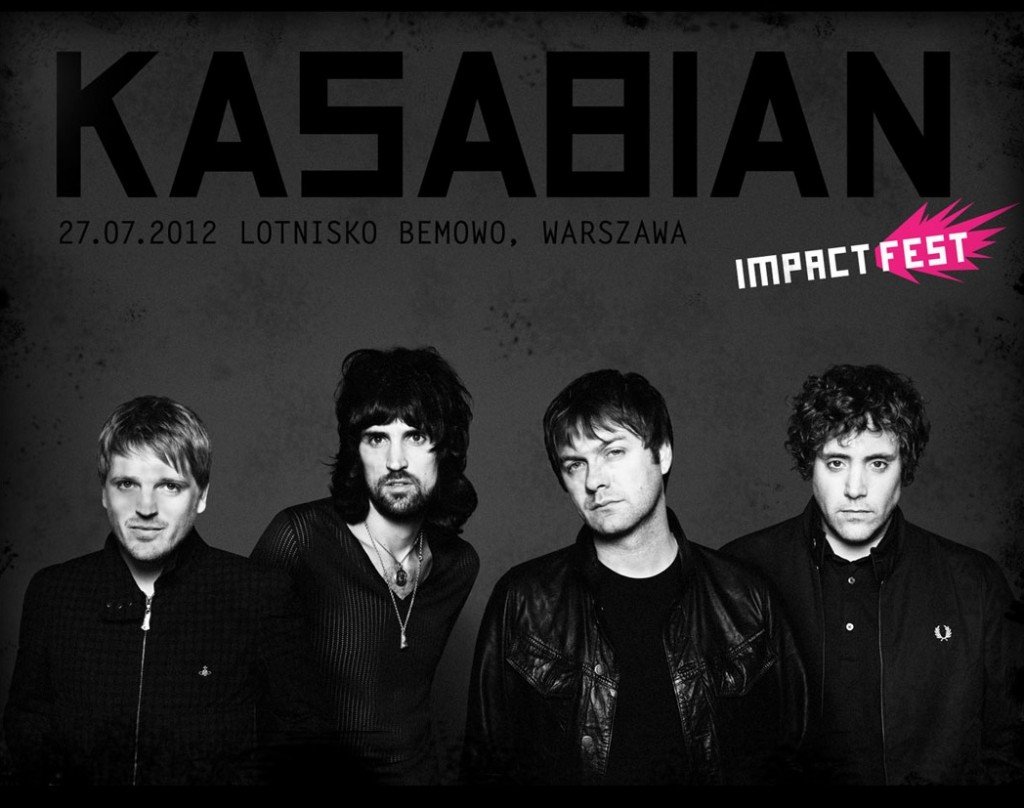 KASABIAN
27.07.2012 LOTNISKO BEMOWO, WARSZAWA
IMPACT FEST